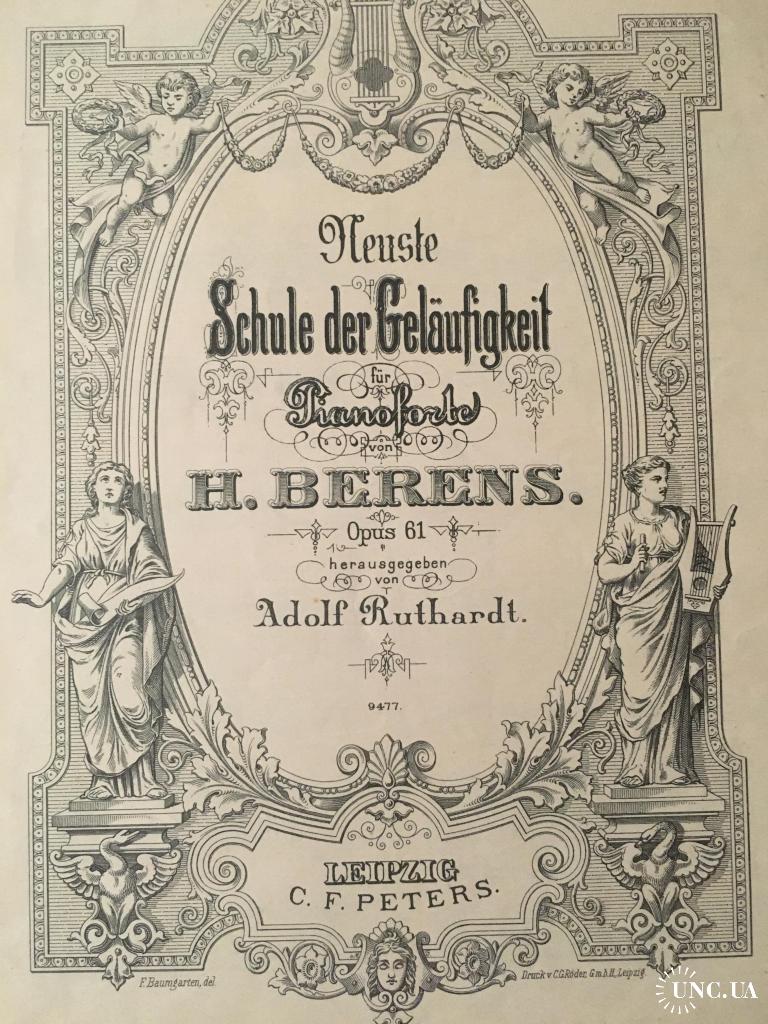 Neuste
Schule der Geläufigkeit
für
Pianoforte
von
H. BERENS.
Opus 61
herausgegeben
von
Adolf Ruthardt.
9477.
LEIPZIG
C. F. PETERS.
F. Baumgarten, del.
Druck v. C.G. Röder, G.m.b.H., Leipzig.
UNC.UA